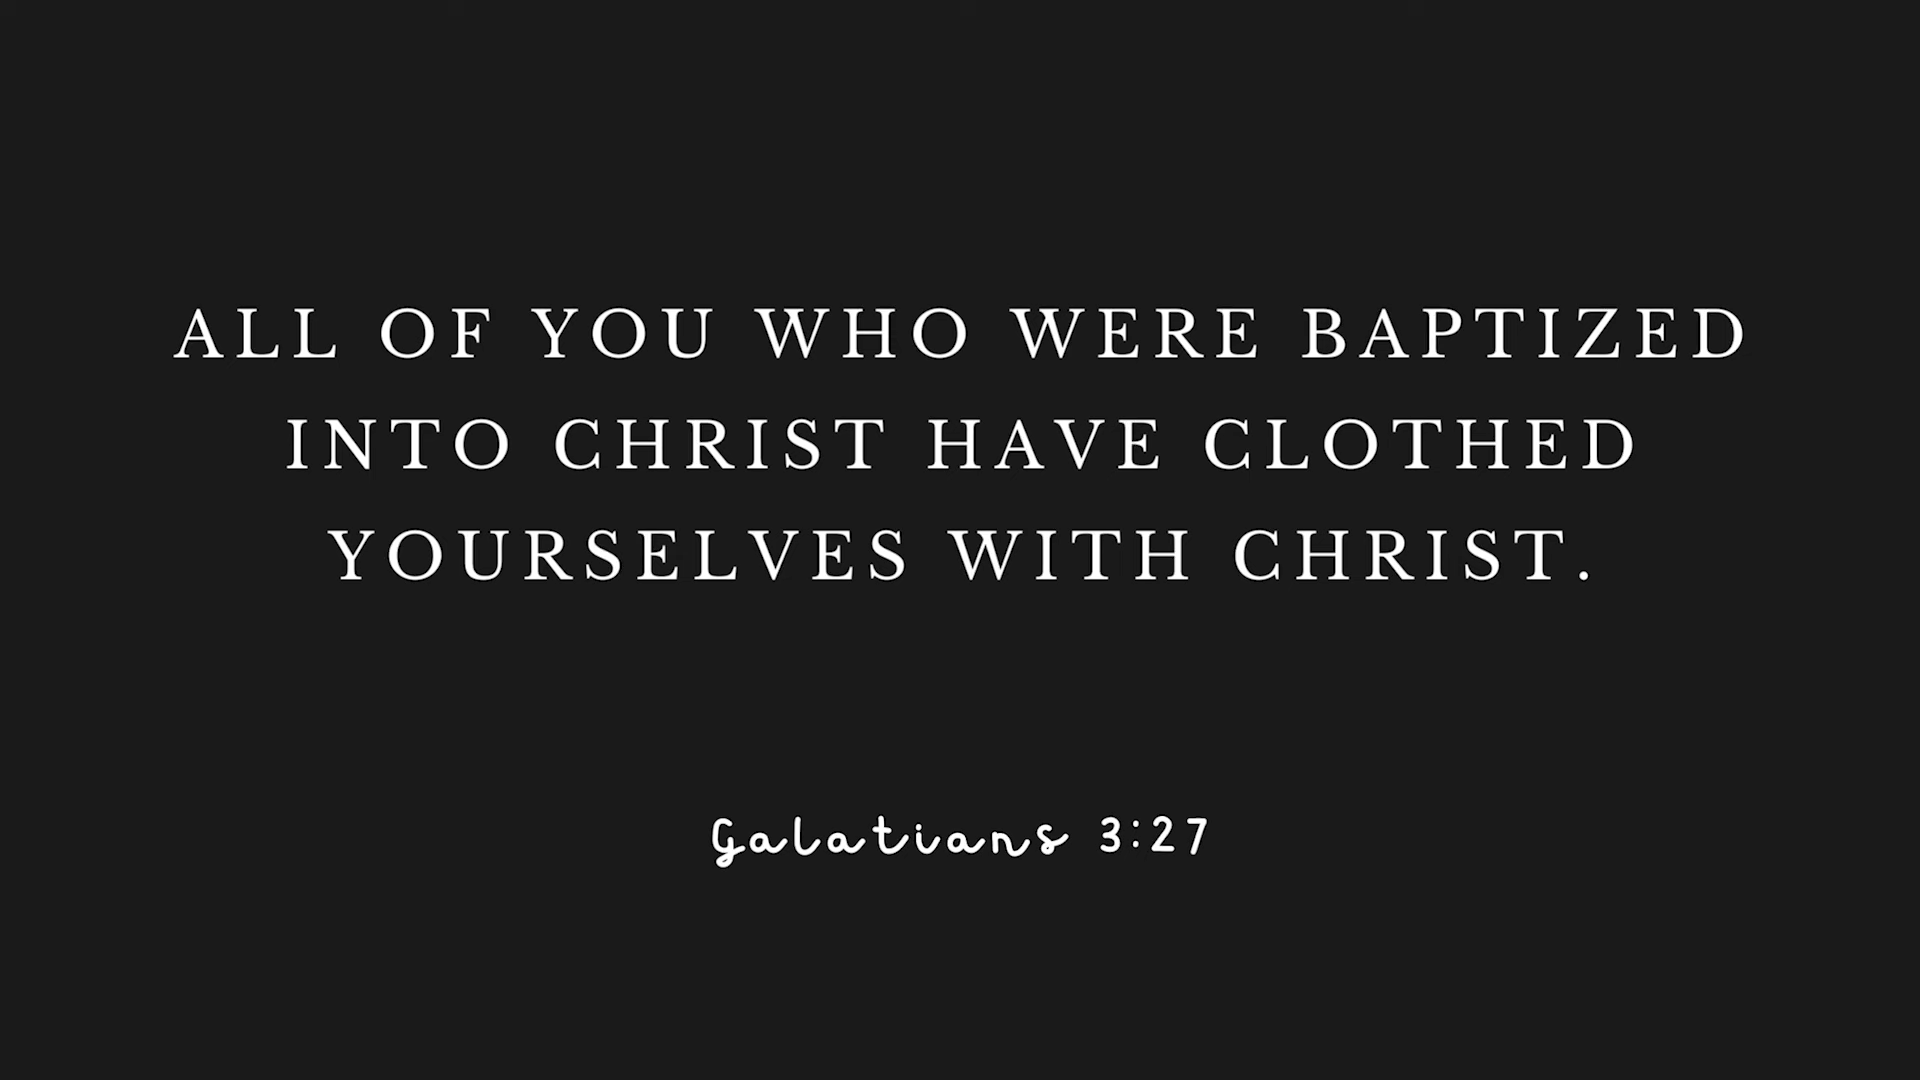 ALL OF YOU WHO WERE BAPTIZED
INTO CHRIST HAVE CLOTHED
YOURSELVES WITH CHRIST.
Galatians 3:27